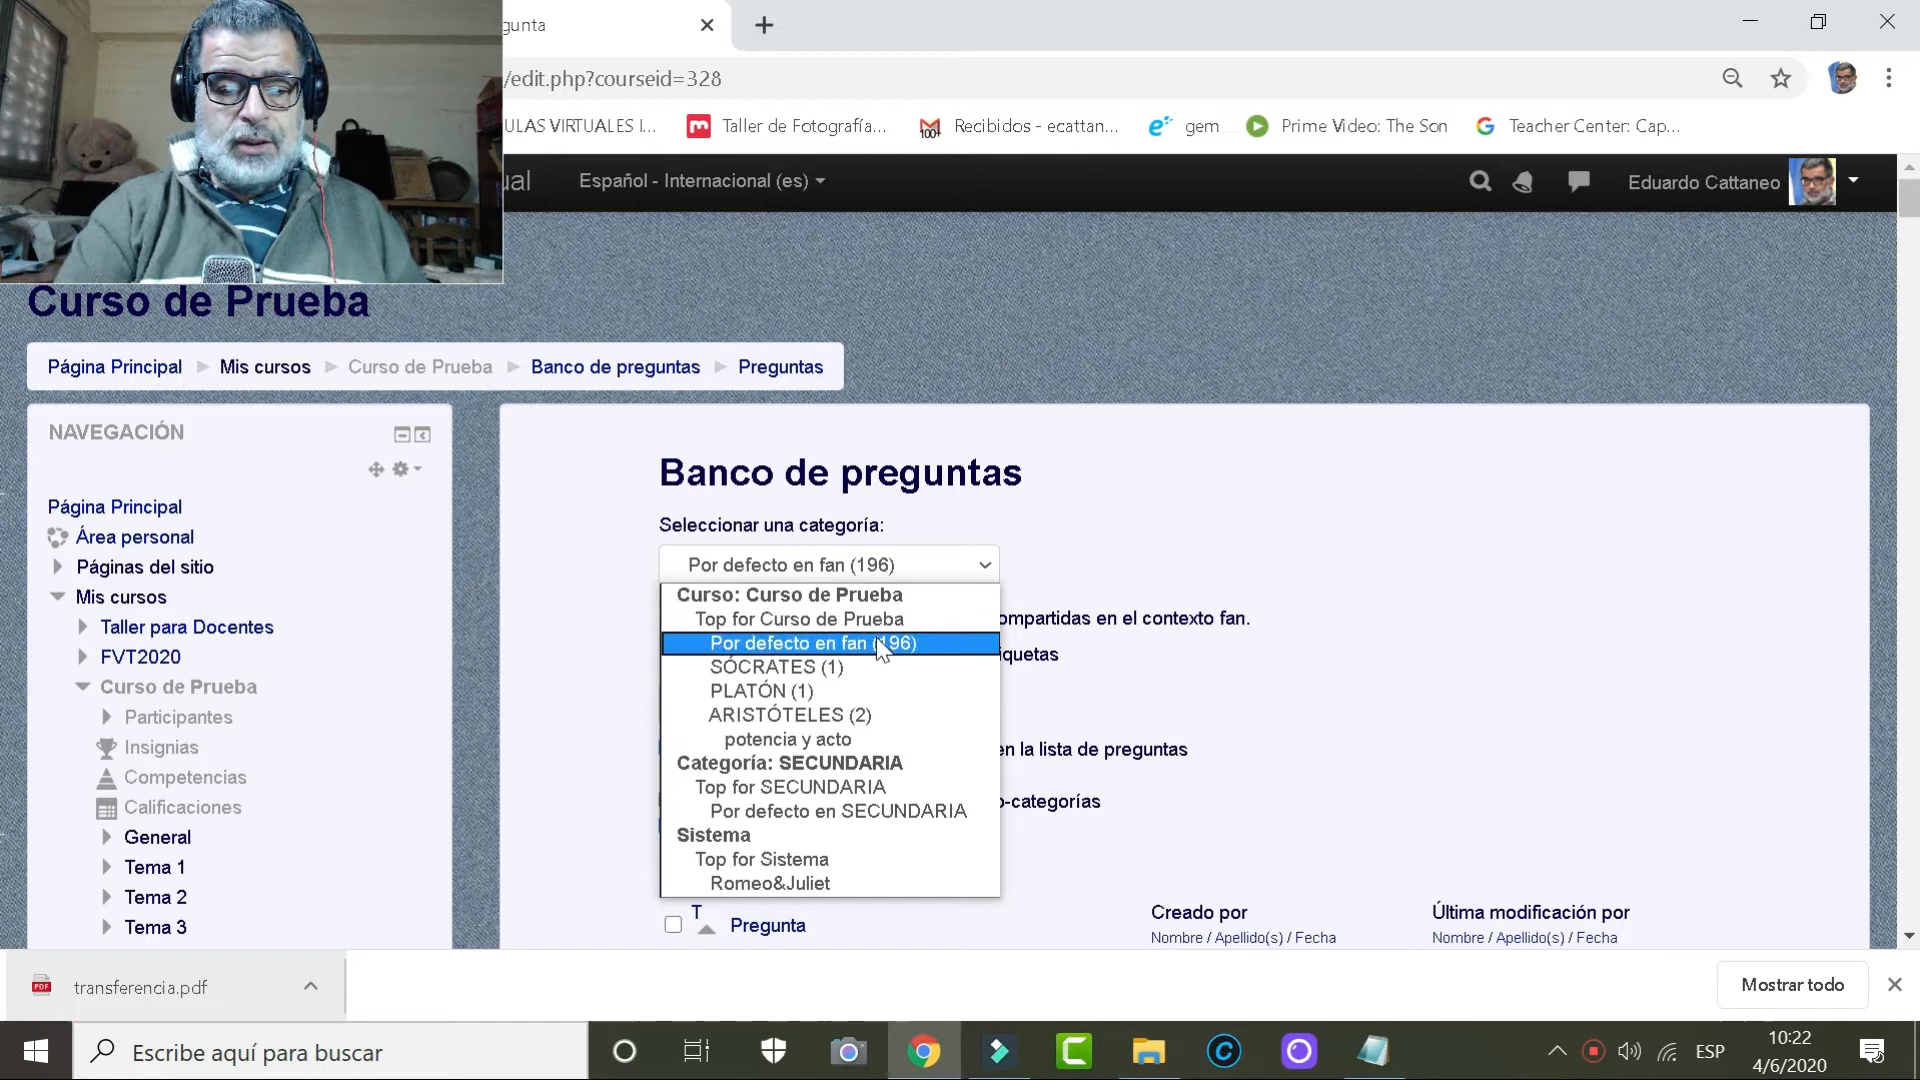 gunta
/edit.php?courseid=328
ULAS VIRTUALES I...
Taller de Fotografía...
100+
Recibidos - ecattan...
gem
Prime Video: The Son
Teacher Center: Cap...
ual
Español - Internacional (es)
Eduardo Cattaneo
Curso de Prueba
Página Principal
Mis cursos
Curso de Prueba
Banco de preguntas
Preguntas
NAVEGACIÓN
Página Principal
Área personal
Páginas del sitio
Mis cursos
Taller para Docentes
FVT2020
Curso de Prueba
Participantes
Insignias
Competencias
Calificaciones
General
Tema 1
Tema 2
Tema 3
Banco de preguntas
Seleccionar una categoría:
Por defecto en fan (196)
Curso: Curso de Prueba
Top for Curso de Prueba
Por defecto en fan (196)
SÓCRATES (1)
PLATÓN (1)
ARISTÓTELES (2)
potencia y acto
Categoría: SECUNDARIA
Top for SECUNDARIA
Por defecto en SECUNDARIA
Sistema
Top for Sistema
Romeo&Juliet
ompartidas en el contexto fan.
iquetas
en la lista de preguntas
o-categorías
T
Pregunta
Creado por
Nombre / Apellido(s) / Fecha
Última modificación por
Nombre / Apellido(s) / Fecha
PDF
transferencia.pdf
Mostrar todo
Escribe aquí para buscar
ESP
10:22
4/6/2020